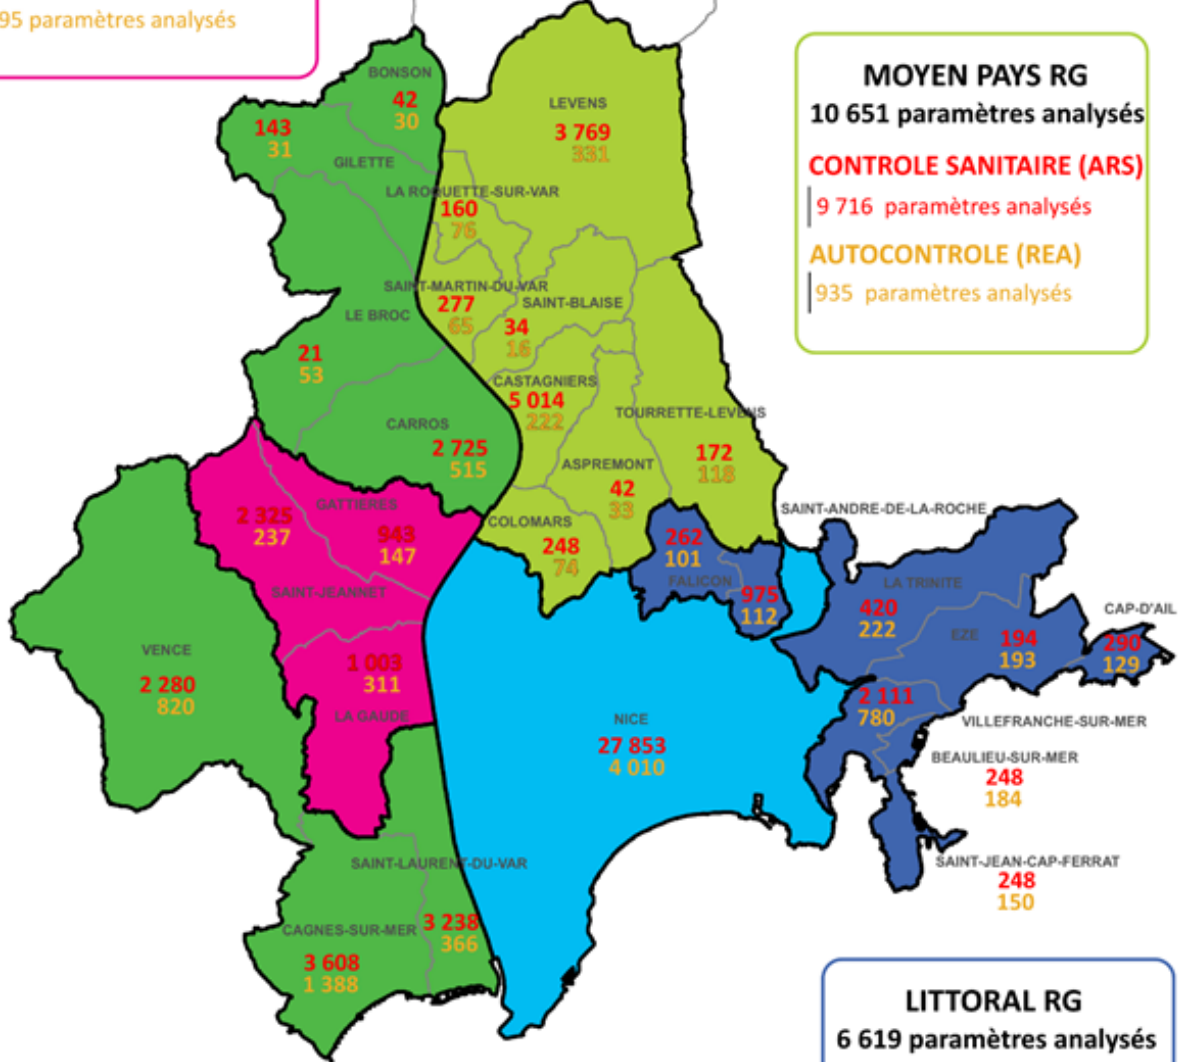 95 paramètres analysés
MOYEN PAYS RG
10 651 paramètres analysés
CONTROLE SANITAIRE (ARS)
9 716 paramètres analysés
AUTOCONTROLE (REA)
935 paramètres analysés
BONSON
42
30
143
31
GILETTE
LEVENS
3 769
331
LA ROQUETTE-SUR-VAR
160
76
SAINT-MARTIN-DU-VAR
277
65
SAINT-BLAISE
34
16
LE BROC
21
53
CASTAGNIERS
5 014
222
CARROS
2 725
515
TOURRETTE-LEVENS
172
118
ASPREMONT
42
33
COLOMARS
248
74
GATTIERES
2 325
237
943
147
SAINT-JEANNET
SAINT-ANDRE-DE-LA-ROCHE
262
101
FALICON
975
112
LA TRINITE
420
222
EZE
194
193
CAP-D'AIL
290
129
VENCE
2 280
820
1 003
311
LA GAUDE
NICE
27 853
4 010
2 111
780
VILLEFRANCHE-SUR-MER
BEAULIEU-SUR-MER
248
184
SAINT-JEAN-CAP-FERRAT
248
150
SAINT-LAURENT-DU-VAR
3 238
366
CAGNES-SUR-MER
3 608
1 388
LITTORAL RG
6 619 paramètres analysés